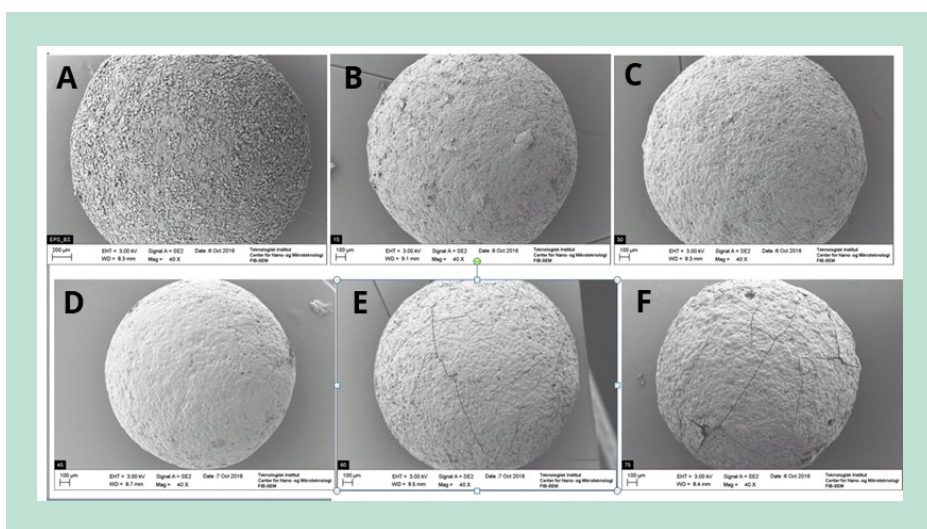 A
B
C
EPS_BS
200 µm
EHT = 3.00 kV Signal A = SE2 Date :6 Oct 2016
WD = 9.3 mm Mag = 40 X
Teknologisk Institut
Center for Nano- og Mikroteknologi
FIB-SEM
15
100 µm
EHT = 3.00 kV Signal A = SE2 Date :6 Oct 2016
WD = 9.1 mm Mag = 40 X
Teknologisk Institut
Center for Nano- og Mikroteknologi
FIB-SEM
30
100 µm
EHT = 3.00 kV Signal A = SE2 Date :6 Oct 2016
WD = 9.3 mm Mag = 40 X
Teknologisk Institut
Center for Nano- og Mikroteknologi
FIB-SEM
D
E
F
45
100 µm
EHT = 3.00 kV Signal A = SE2 Date :7 Oct 2016
WD = 9.7 mm Mag = 40 X
Teknologisk Institut
Center for Nano- og Mikroteknologi
FIB-SEM
60
100 µm
EHT = 3.00 kV Signal A = SE2 Date :7 Oct 2016
WD = 9.5 mm Mag = 40 X
Teknologisk Institut
Center for Nano- og Mikroteknologi
FIB-SEM
75
100 µm
EHT = 3.00 kV Signal A = SE2 Date :6 Oct 2016
WD = 8.4 mm Mag = 40 X
Teknologisk Institut
Center for Nano- og Mikroteknologi
FIB-SEM